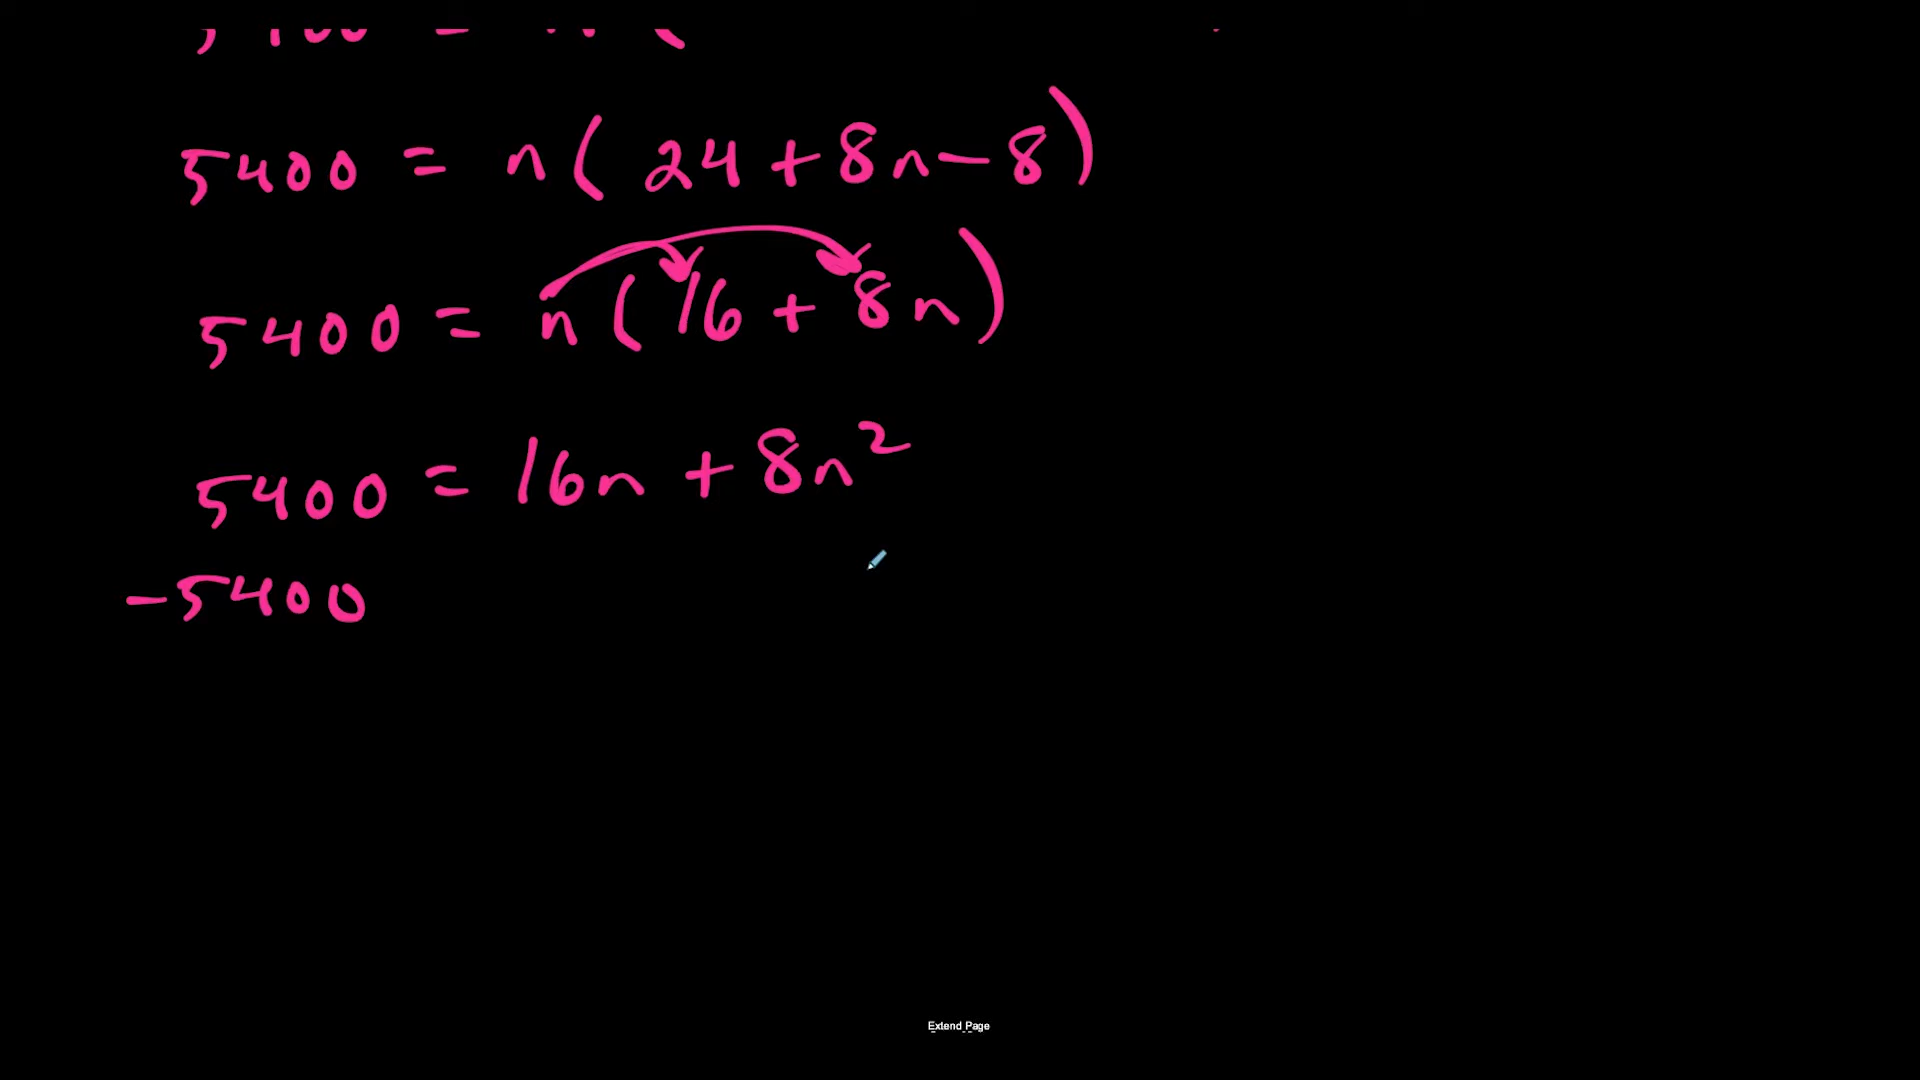 5400 = n( 24 + 8n - 8)
5400 = n( 16 + 8n)
5400 = 16n + 8n²
-5400
Extend Page